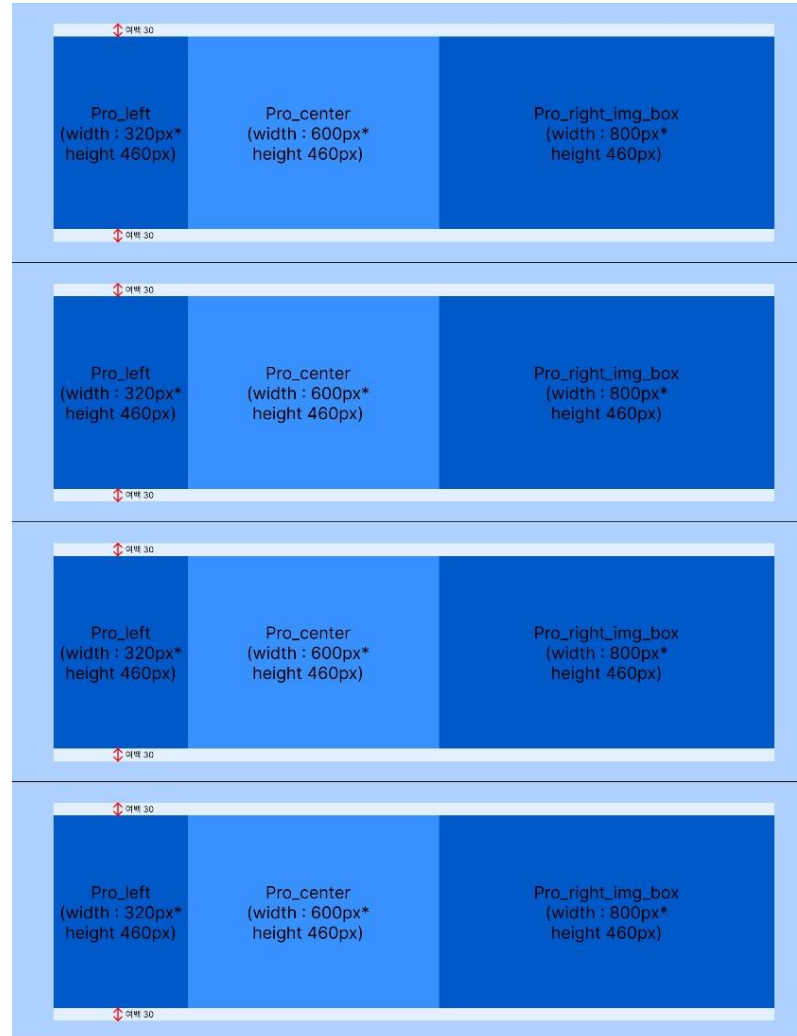 여백 30
Pro_left
(width : 320px*
height 460px)
Pro_center
(width : 600px*
height 460px)
Pro_right_img_box
(width : 800px*
height 460px)
여백 30
여백 30
Pro_left
(width : 320px*
height 460px)
Pro_center
(width : 600px*
height 460px)
Pro_right_img_box
(width : 800px*
height 460px)
여백 30
여백 30
Pro_left
(width : 320px*
height 460px)
Pro_center
(width : 600px*
height 460px)
Pro_right_img_box
(width : 800px*
height 460px)
여백 30
여백 30
Pro_left
(width : 320px*
height 460px)
Pro_center
(width : 600px*
height 460px)
Pro_right_img_box
(width : 800px*
height 460px)
여백 30